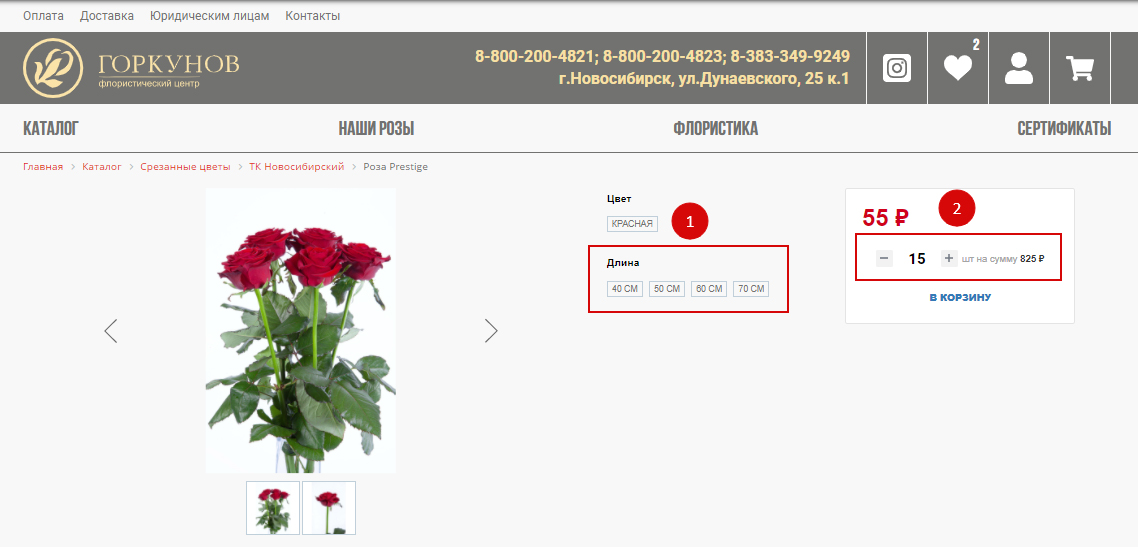 Оплата Доставка Юридическим лицам Контакты
ГОРКУНОВ
флористический центр
8-800-200-4821; 8-800-200-4823; 8-383-349-9249
г.Новосибирск, ул.Дунаевского, 25 к.1
2
КАТАЛОГ НАШИ РОЗЫ ФЛОРИСТИКА СЕРТИФИКАТЫ
Главная > Каталог > Срезанные цветы > ТК Новосибирский > Роза Prestige
Цвет
КРАСНАЯ
1
Длина
40 СМ 50 СМ 60 СМ 70 СМ
55 ₽
2
− 15 + шт на сумму 825 ₽
В КОРЗИНУ